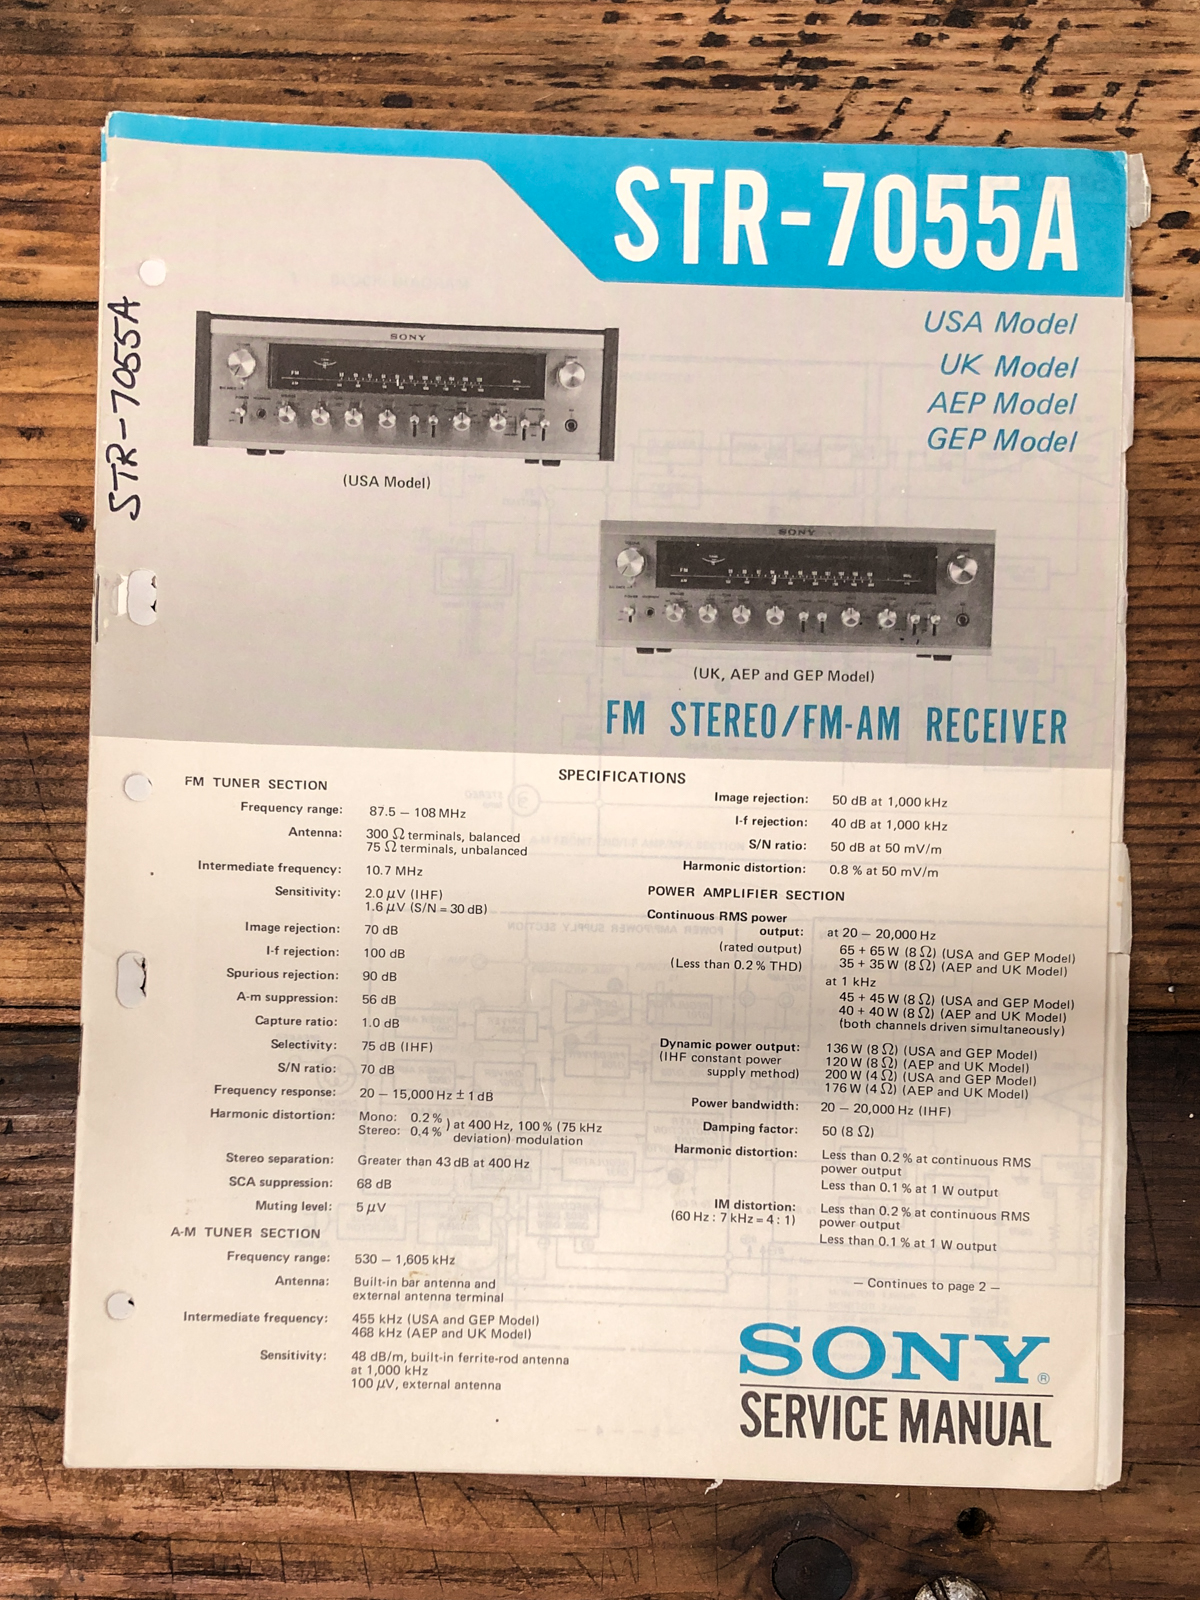 STR-7055A
STR-7055A
USA Model
UK Model
AEP Model
GEP Model
SONY
(USA Model)
SONY
(UK, AEP and GEP Model)
FM STEREO/FM-AM RECEIVER
SPECIFICATIONS
FM TUNER SECTION
Frequency range: 87.5 – 108 MHz
Antenna: 300 Ω terminals, balanced
75 Ω terminals, unbalanced
Intermediate frequency: 10.7 MHz
Sensitivity: 2.0 μV (IHF)
1.6 μV (S/N = 30 dB)
Image rejection: 70 dB
I-f rejection: 100 dB
Spurious rejection: 90 dB
A-m suppression: 56 dB
Capture ratio: 1.0 dB
Selectivity: 75 dB (IHF)
S/N ratio: 70 dB
Frequency response: 20 – 15,000 Hz ± 1 dB
Harmonic distortion: Mono: 0.2 % ) at 400 Hz, 100 % (75 kHz
Stereo: 0.4 % deviation) modulation
Stereo separation: Greater than 43 dB at 400 Hz
SCA suppression: 68 dB
Muting level: 5 μV
A-M TUNER SECTION
Frequency range: 530 – 1,605 kHz
Antenna: Built-in bar antenna and
external antenna terminal
Intermediate frequency: 455 kHz (USA and GEP Model)
468 kHz (AEP and UK Model)
Sensitivity: 48 dB/m, built-in ferrite-rod antenna
at 1,000 kHz
100 μV, external antenna
Image rejection: 50 dB at 1,000 kHz
I-f rejection: 40 dB at 1,000 kHz
S/N ratio: 50 dB at 50 mV/m
Harmonic distortion: 0.8 % at 50 mV/m
POWER AMPLIFIER SECTION
Continuous RMS power
output: at 20 – 20,000 Hz
(rated output) 65 + 65 W (8 Ω) (USA and GEP Model)
(Less than 0.2 % THD) 35 + 35 W (8 Ω) (AEP and UK Model)
at 1 kHz
45 + 45 W (8 Ω) (USA and GEP Model)
40 + 40 W (8 Ω) (AEP and UK Model)
(both channels driven simultaneously)
Dynamic power output: 136 W (8 Ω) (USA and GEP Model)
(IHF constant power 120 W (8 Ω) (AEP and UK Model)
supply method) 200 W (4 Ω) (USA and GEP Model)
176 W (4 Ω) (AEP and UK Model)
Power bandwidth: 20 – 20,000 Hz (IHF)
Damping factor: 50 (8 Ω)
Harmonic distortion: Less than 0.2 % at continuous RMS
power output
Less than 0.1 % at 1 W output
IM distortion: Less than 0.2 % at continuous RMS
(60 Hz : 7 kHz = 4 : 1) power output
Less than 0.1 % at 1 W output
— Continues to page 2 —
SONY®
SERVICE MANUAL